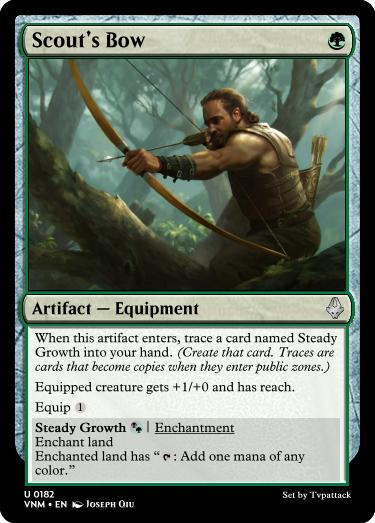 Scout's Bow
Artifact — Equipment
When this artifact enters, trace a card named Steady
Growth into your hand. (Create that card. Traces are
cards that become copies when they enter public zones.)
Equipped creature gets +1/+0 and has reach.
Equip 1
Steady Growth | Enchantment
Enchant land
Enchanted land has “ : Add one mana of any
color.”
U 0182
VNM • EN Joseph Qiu
Set by Tvpattack